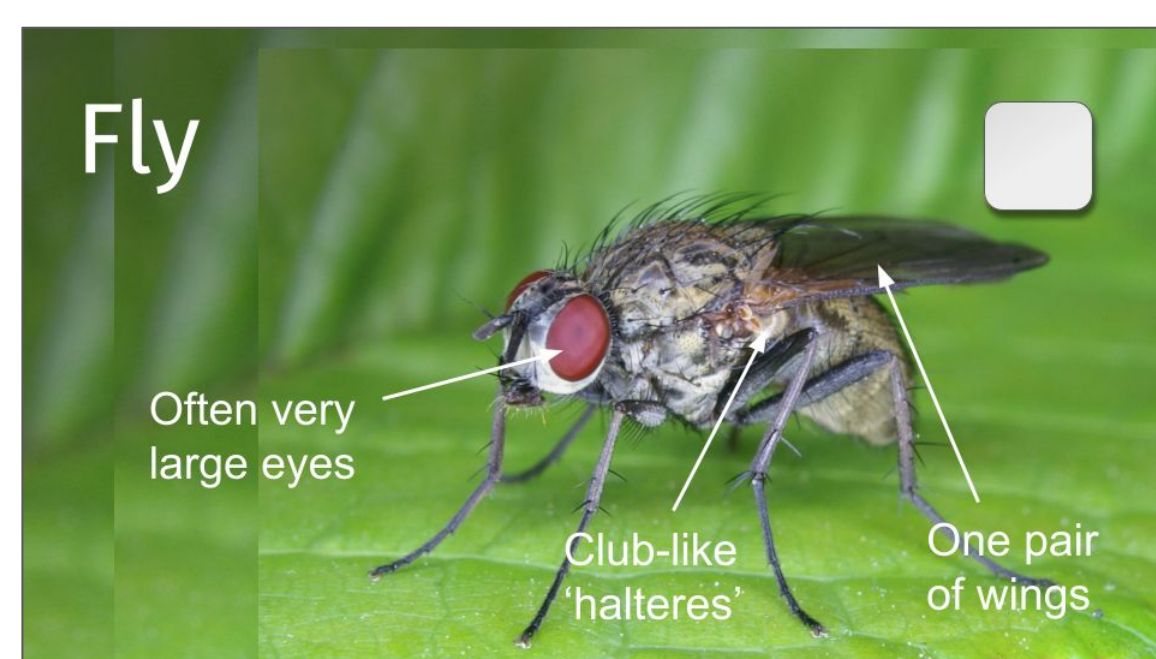 Fly
Often very
large eyes
Club-like
‘halteres’
One pair
of wings